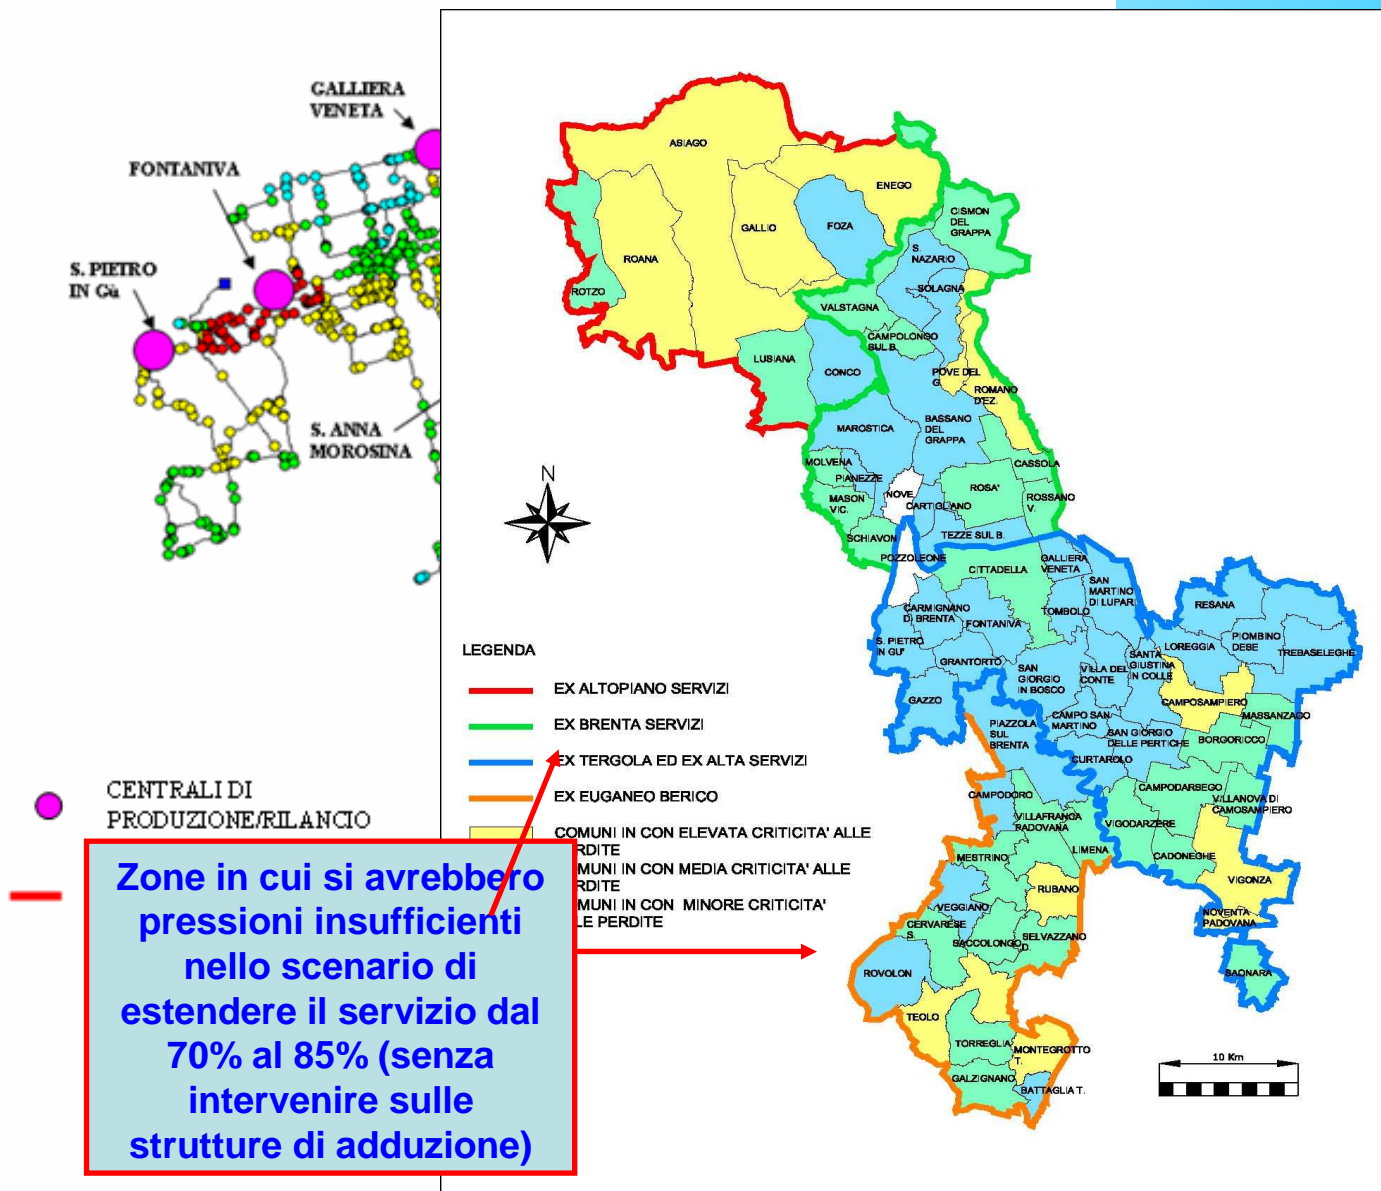 GALLIERA
VENETA
FONTANIVA
S. PIETRO
IN Gù
S. ANNA
MOROSINA
CENTRALI DI
PRODUZIONE/RILANCIO
Zone in cui si avrebbero
pressioni insufficienti
nello scenario di
estendere il servizio dal
70% al 85% (senza
intervenire sulle
strutture di adduzione)
N
LEGENDA
EX ALTOPIANO SERVIZI
EX BRENTA SERVIZI
EX TERGOLA ED EX ALTA SERVIZI
EX EUGANEO BERICO
COMUNI IN CON ELEVATA CRITICITA' ALLE
RDITE
MUNI IN CON MEDIA CRITICITA' ALLE
RDITE
OMUNI IN CON MINORE CRITICITA'
LE PERDITE
ASIAGO
ENEGO
GALLIO
FOZA
ROANA
ROTZO
CISMON
DEL
GRAPPA
S.
NAZARIO
SOLAGNA
VALSTAGNA
CAMPOLONGO
SUL B.
LUSIANA
CONCO
POVE DEL
G.
ROMANO
D'EZ.
MAROSTICA
BASSANO
DEL
GRAPPA
MOLVENA
PIANEZZE
CASSOLA
MASON
VIC.
NOVE
ROSA'
ROSSANO
V.
CARTIGLIANO
SCHIAVON
TEZZE SUL B.
POZZOLEONE
CITTADELLA
GALLIERA
VENETA
SAN
MARTINO
DI LUPARI
CARMIGNANO
DI BRENTA
FONTANIVA
TOMBOLO
RESANA
S. PIETRO
IN GU'
GRANTORTO
SAN
GIORGIO
IN BOSCO
VILLA DEL
CONTE
SANTA
GIUSTINA
IN COLLE
LOREGGIA
PIOMBINO
DESE
TREBASELEGHE
GAZZO
CAMPOSAMPIERO
MASSANZAGO
PIAZZOLA
SUL
BRENTA
CAMPO SAN
MARTINO
SAN GIORGIO
DELLE PERTICHE
BORGORICCO
CURTAROLO
CAMPODORO
CAMPODARSEGO
VILLANOVA DI
CAMOSAMPIERO
VILLAFRANCA
PADOVANA
VIGODARZERE
LIMENA
CADONEGHE
MESTRINO
RUBANO
VIGONZA
VEGGIANO
NOVENTA
PADOVANA
CERVARESE
S.
SACCOLONGO
SELVAZZANO
D.
ROVOLON
SAONARA
TEOLO
TORREGLIA
MONTEGROTTO
T.
GALZIGNANO
BATTAGLIA T.
10 Km